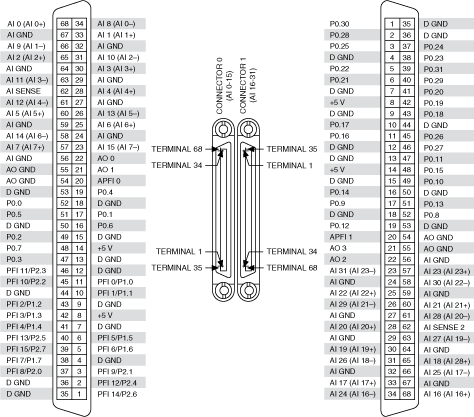 AI 0 (AI 0+) 68 34 AI 8 (AI 0–)
AI GND 67 33 AI 1 (AI 1+)
AI 9 (AI 1–) 66 32 AI GND
AI 2 (AI 2+) 65 31 AI 10 (AI 2–)
AI GND 64 30 AI 3 (AI 3+)
AI 11 (AI 3–) 63 29 AI GND
AI SENSE 62 28 AI 4 (AI 4+)
AI 12 (AI 4–) 61 27 AI GND
AI 5 (AI 5+) 60 26 AI 13 (AI 5–)
AI GND 59 25 AI 6 (AI 6+)
AI 14 (AI 6–) 58 24 AI GND
AI 7 (AI 7+) 57 23 AI 15 (AI 7–)
AI GND 56 22 AO 0
AO GND 55 21 AO 1
AO GND 54 20 APFI 0
D GND 53 19 P0.4
P0.0 52 18 D GND
P0.5 51 17 P0.1
D GND 50 16 P0.6
P0.2 49 15 D GND
P0.7 48 14 +5 V
P0.3 47 13 D GND
PFI 11/P2.3 46 12 D GND
PFI 10/P2.2 45 11 PFI 0/P1.0
D GND 44 10 PFI 1/P1.1
PFI 2/P1.2 43 9 D GND
PFI 3/P1.3 42 8 +5 V
PFI 4/P1.4 41 7 D GND
PFI 13/P2.5 40 6 PFI 5/P1.5
PFI 15/P2.7 39 5 PFI 6/P1.6
PFI 7/P1.7 38 4 D GND
PFI 8/P2.0 37 3 PFI 9/P2.1
D GND 36 2 PFI 12/P2.4
D GND 35 1 PFI 14/P2.6
CONNECTOR 0
(AI 0-15)
CONNECTOR 1
(AI 16-31)
TERMINAL 68
TERMINAL 35
TERMINAL 34
TERMINAL 1
TERMINAL 1
TERMINAL 34
TERMINAL 35
TERMINAL 68
P0.30 1 35 D GND
P0.28 2 36 D GND
P0.25 3 37 P0.24
D GND 4 38 P0.23
P0.22 5 39 P0.31
P0.21 6 40 P0.29
D GND 7 41 P0.20
+5 V 8 42 P0.19
D GND 9 43 P0.18
P0.17 10 44 D GND
P0.16 11 45 P0.26
D GND 12 46 P0.27
D GND 13 47 P0.11
+5 V 14 48 P0.15
D GND 15 49 P0.10
P0.14 16 50 D GND
P0.9 17 51 P0.13
D GND 18 52 P0.8
P0.12 19 53 D GND
APFI 1 20 54 AO GND
AO 3 21 55 AO GND
AO 2 22 56 AI GND
AI 31 (AI 23–) 23 57 AI 23 (AI 23+)
AI GND 24 58 AI 30 (AI 22–)
AI 22 (AI 22+) 25 59 AI GND
AI 29 (AI 21–) 26 60 AI 21 (AI 21+)
AI GND 27 61 AI 28 (AI 20–)
AI 20 (AI 20+) 28 62 AI SENSE 2
AI GND 29 63 AI 27 (AI 19–)
AI 19 (AI 19+) 30 64 AI GND
AI 26 (AI 18–) 31 65 AI 18 (AI 18+)
AI GND 32 66 AI 25 (AI 17–)
AI 17 (AI 17+) 33 67 AI GND
AI 24 (AI 16–) 34 68 AI 16 (AI 16+)